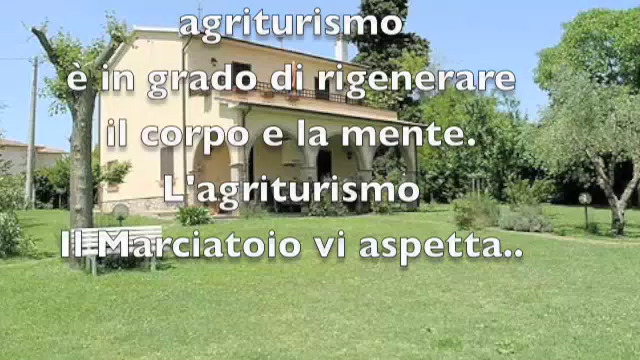 agriturismo
è in grado di rigenerare
il corpo e la mente.
L'agriturismo
Il Marciatoio vi aspetta..